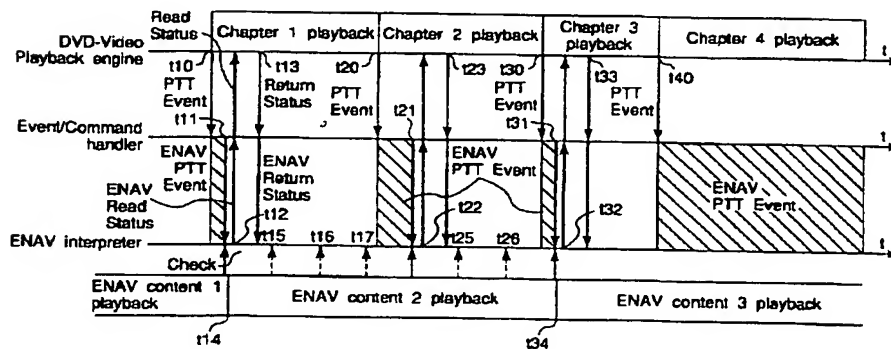 Read
Status
Chapter 1 playback
Chapter 2 playback
Chapter 3
playback
Chapter 4 playback
DVD-Video
Playback engine
t
t10
t13
t20
t23
t30
t33
t40
PTT
Event
Return
Status
PTT
Event
PTT
Event
PTT
Event
t11
t21
t31
Event/Command
handler
t
ENAV
PTT
Event
ENAV
Return
Status
ENAV
PTT Event
ENAV
PTT Event
ENAV
Read
Status
t12
t22
t32
ENAV interpreter
t15
t16
t17
t25
t26
t
Check
ENAV content 1
playback
ENAV content 2 playback
ENAV content 3 playback
t14
t34